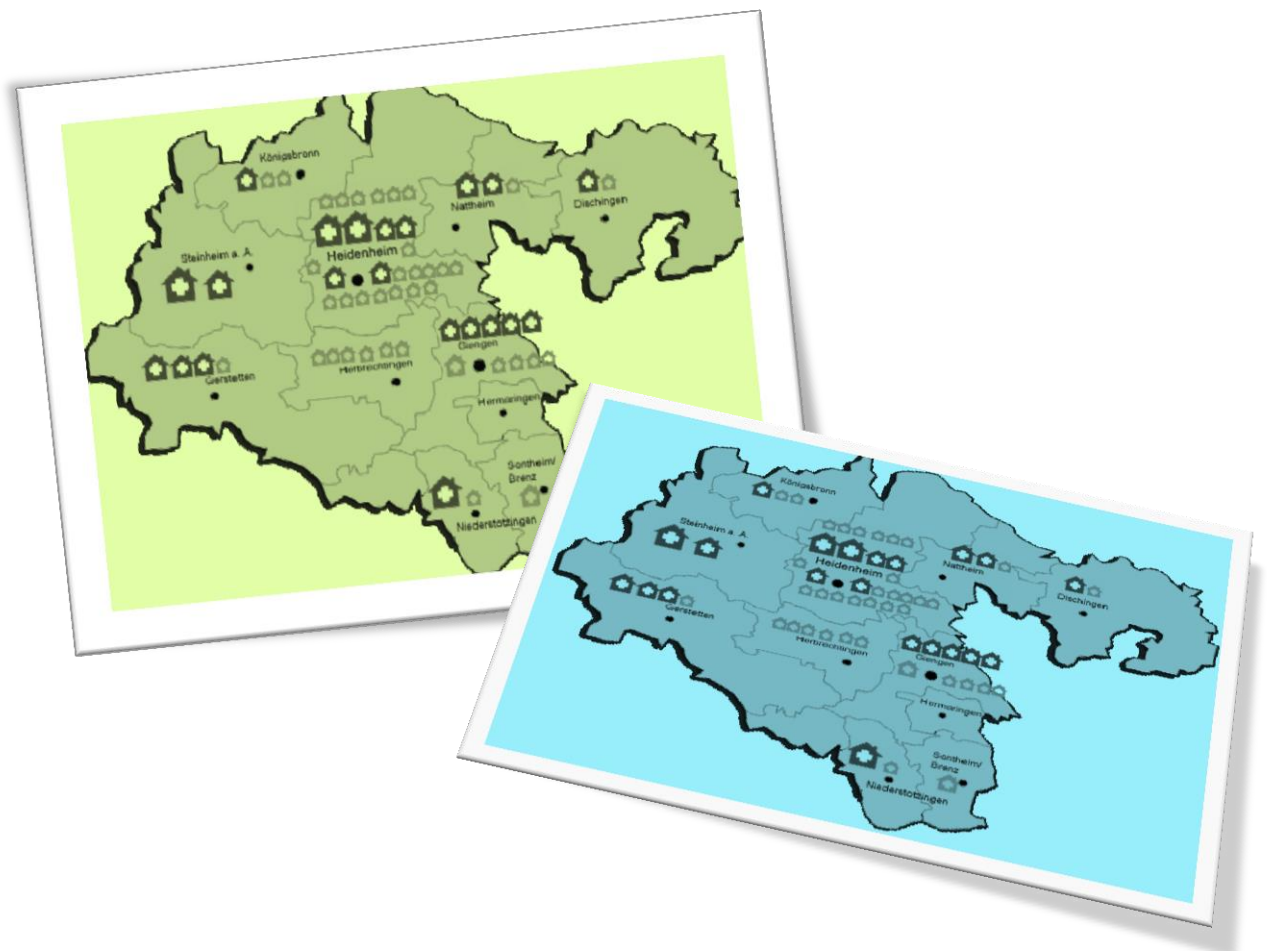 Königsbronn
Nattheim
Dischingen
Steinheim a. A.
Heidenheim
Giengen
Gerstetten
Herbrechtingen
Hermaringen
Sontheim/
Brenz
Niederstotzingen
Königsbronn
Steinheim a. A.
Heidenheim
Nattheim
Dischingen
Gerstetten
Herbrechtingen
Giengen
Hermaringen
Sontheim/
Brenz
Niederstotzingen